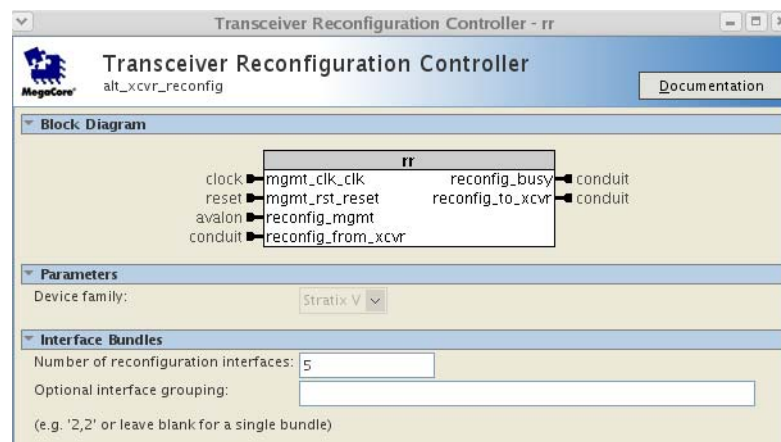 Transceiver Reconfiguration Controller - rr
Transceiver Reconfiguration Controller
MegaCore®
alt_xcvr_reconfig
Documentation
Block Diagram
rr
clock mgmt_clk_clk reconfig_busy conduit
reset mgmt_rst_reset reconfig_to_xcvr conduit
avalon reconfig_mgmt
conduit reconfig_from_xcvr
Parameters
Device family: Stratix V
Interface Bundles
Number of reconfiguration interfaces: 5
Optional interface grouping:
(e.g. '2,2' or leave blank for a single bundle)